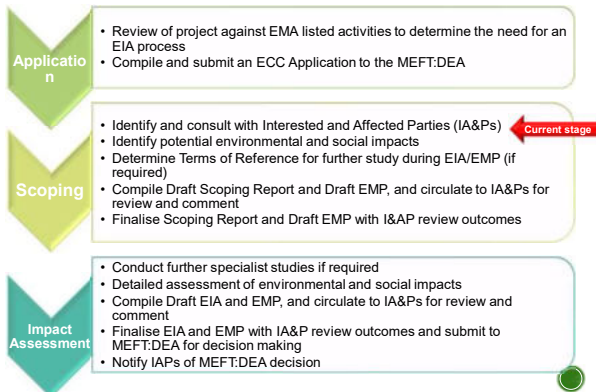 Applicatio
n
• Review of project against EMA listed activities to determine the need for an
EIA process
• Compile and submit an ECC Application to the MEFT:DEA
Scoping
• Identify and consult with Interested and Affected Parties (IA&Ps)
Current stage
• Identify potential environmental and social impacts
• Determine Terms of Reference for further study during EIA/EMP (if
required)
• Compile Draft Scoping Report and Draft EMP, and circulate to IA&Ps for
review and comment
• Finalise Scoping Report and Draft EMP with I&AP review outcomes
Impact
Assessment
• Conduct further specialist studies if required
• Detailed assessment of environmental and social impacts
• Compile Draft EIA and EMP, and circulate to IA&Ps for review and
comment
• Finalise EIA and EMP with IA&P review outcomes and submit to
MEFT:DEA for decision making
• Notify IAPs of MEFT:DEA decision